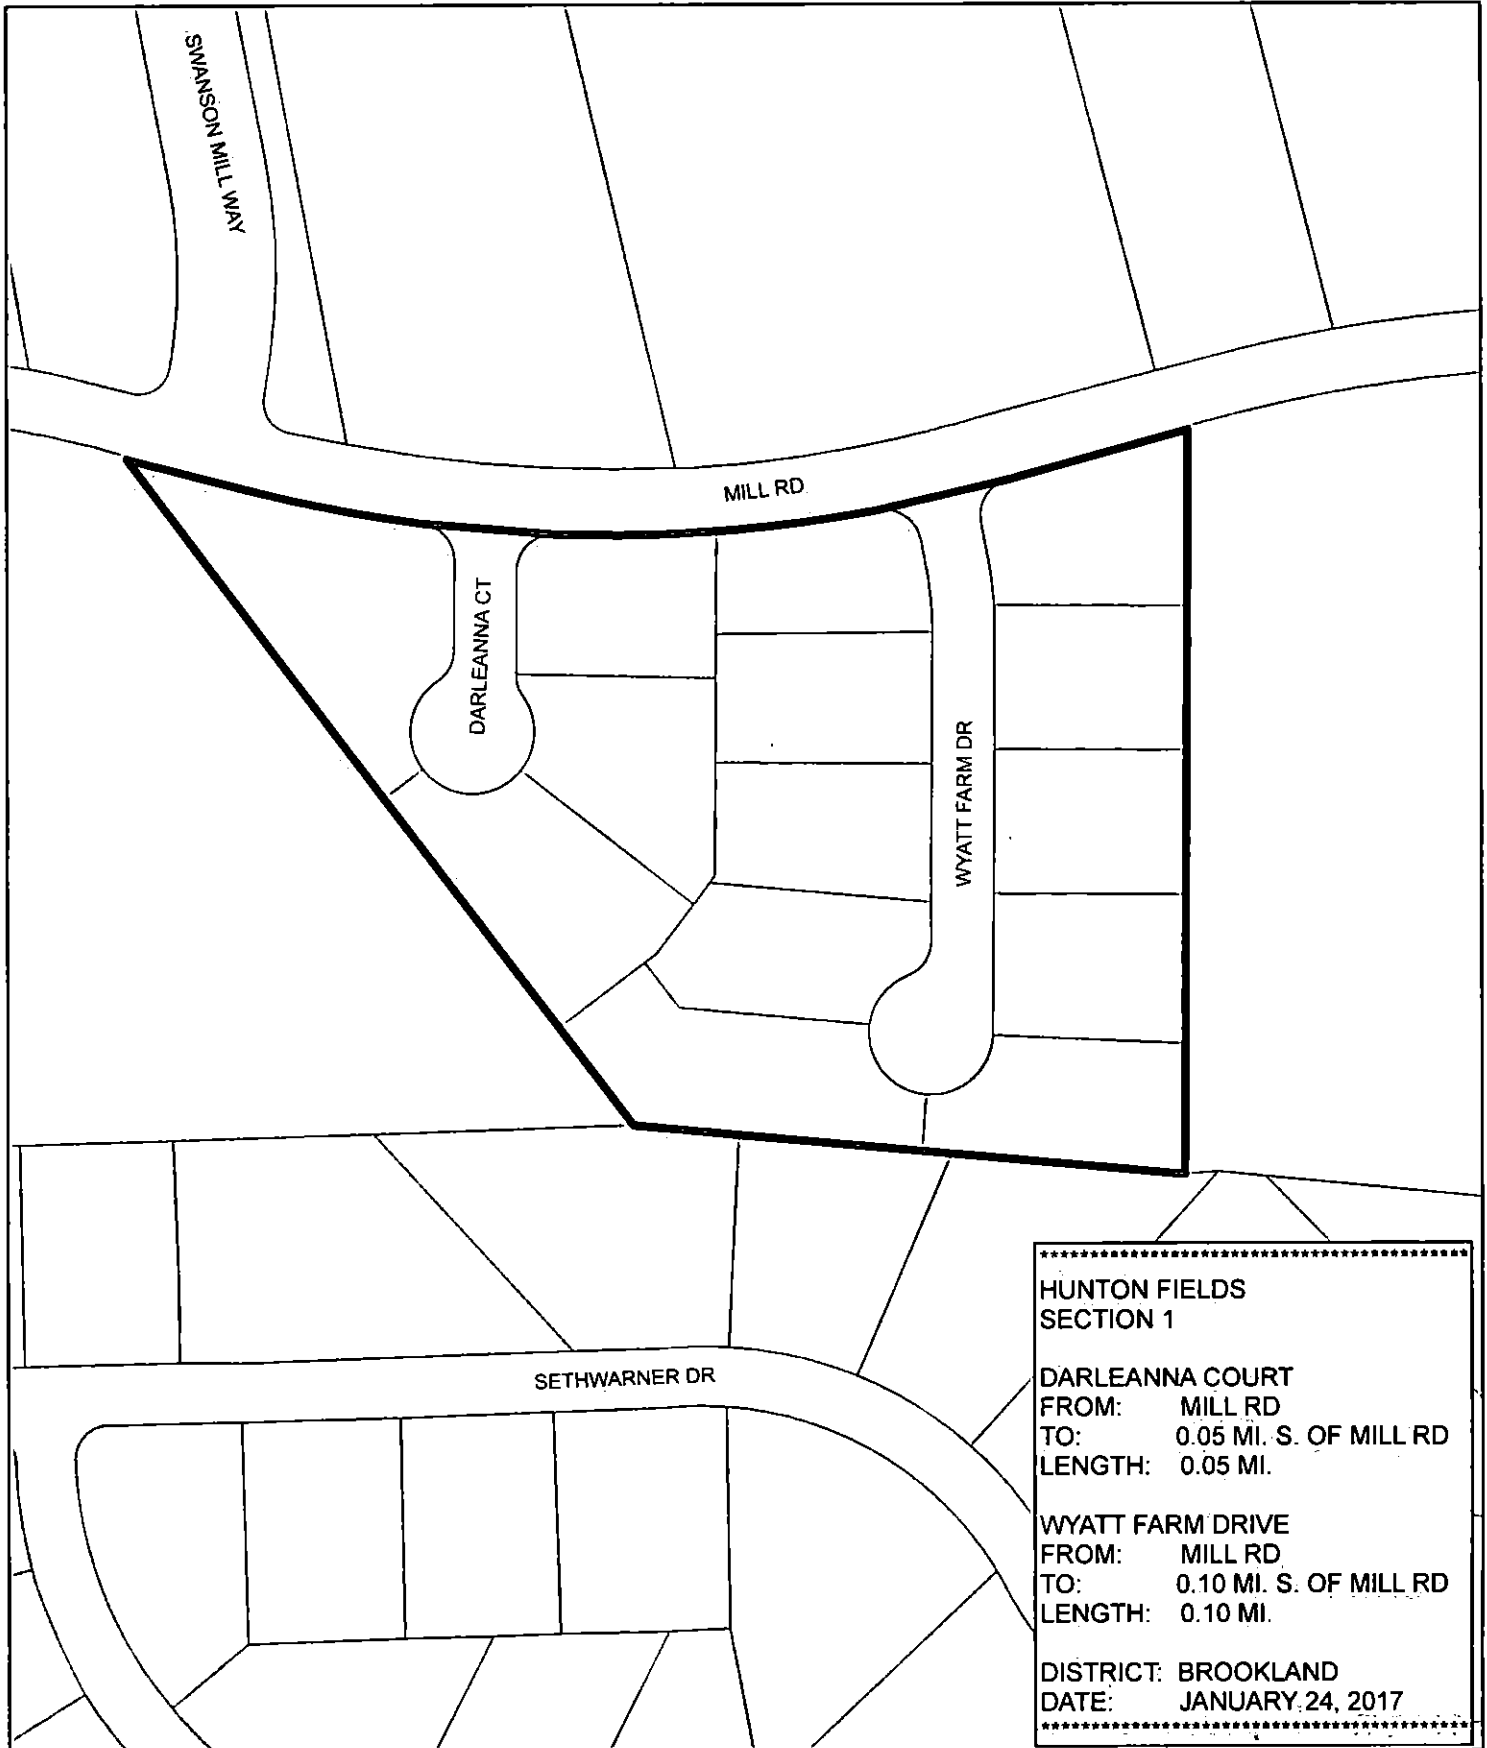 SWANSON MILL WAY
MILL RD
DARLEANNA CT
WYATT FARM DR
SETHWARNER DR
*******************************************
HUNTON FIELDS
SECTION 1
DARLEANNA COURT
FROM: MILL RD
TO: 0.05 MI. S. OF MILL RD
LENGTH: 0.05 MI.
WYATT FARM DRIVE
FROM: MILL RD
TO: 0.10 MI. S. OF MILL RD
LENGTH: 0.10 MI.
DISTRICT: BROOKLAND
DATE: JANUARY 24, 2017
*******************************************